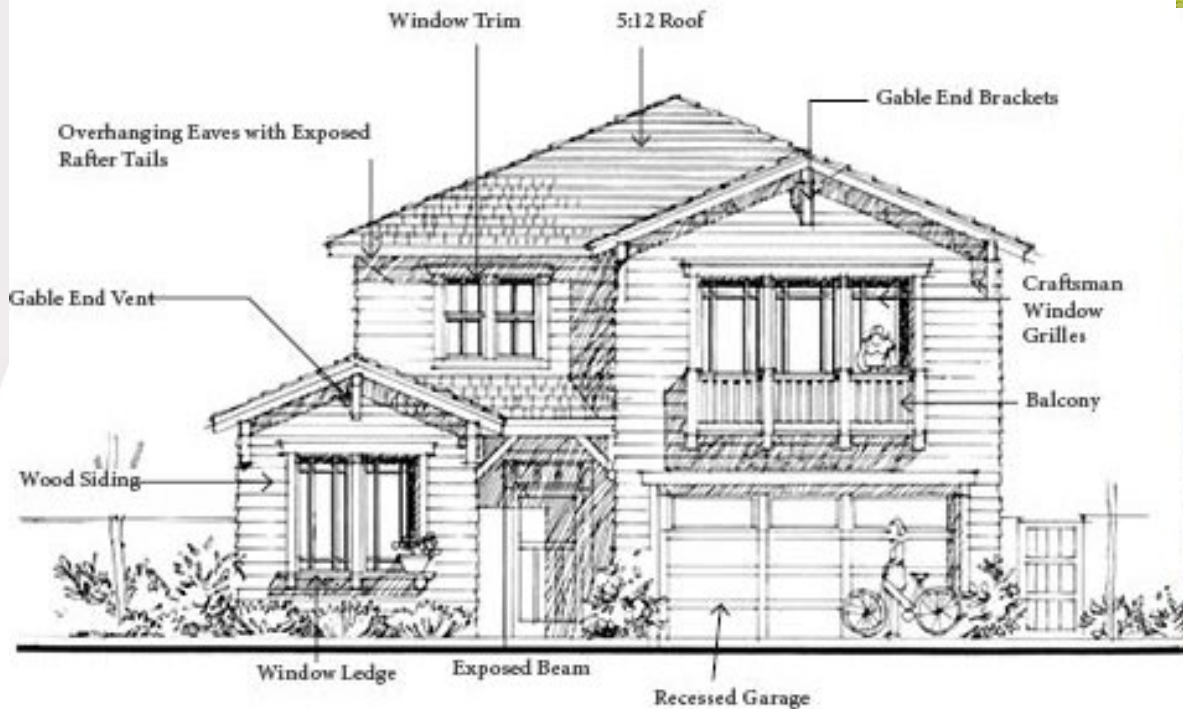 Window Trim
5:12 Roof
Gable End Brackets
Overhanging Eaves with Exposed
Rafter Tails
Gable End Vent
Craftsman
Window
Grilles
Balcony
Wood Siding
Window Ledge
Exposed Beam
Recessed Garage